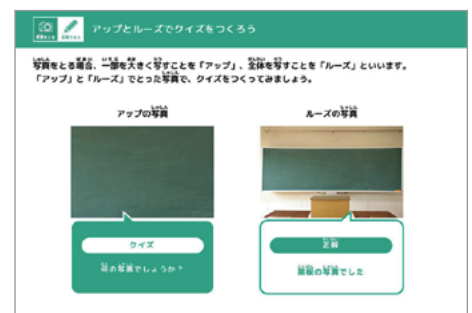 アップとルーズでクイズをつくろう
写真をとる場合、一部を大きく写すことを「アップ」、全体を写すことを「ルーズ」といいます。
「アップ」と「ルーズ」でとった写真で、クイズをつくってみましょう。
アップの写真
ルーズの写真
クイズ
何の写真でしょうか？
正解
黒板の写真でした